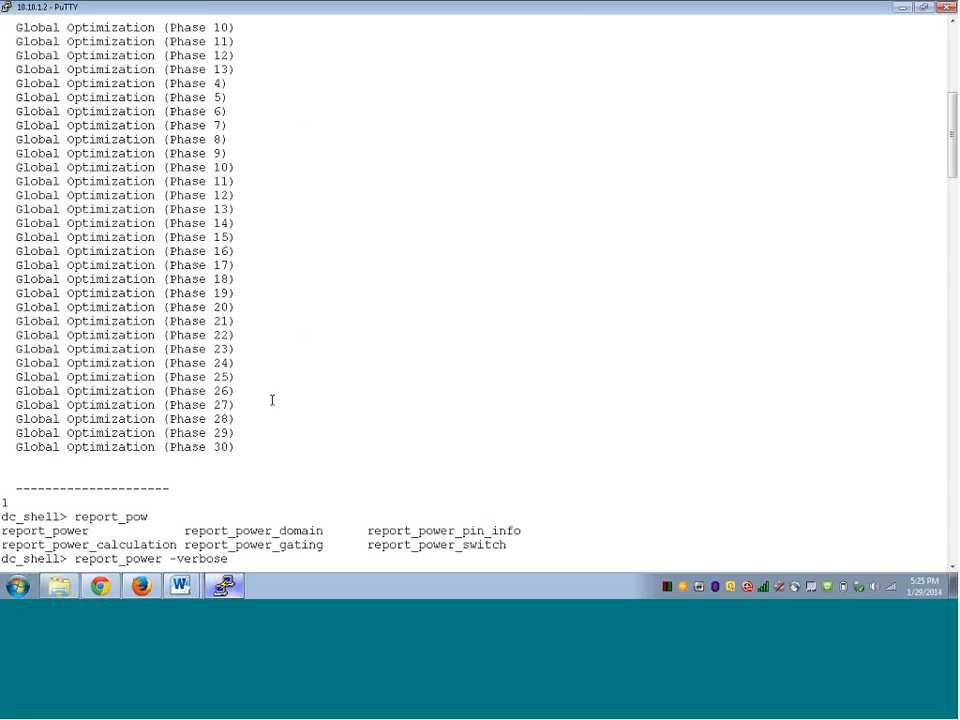 10.10.1.2 - PuTTY
Global Optimization (Phase 10)
Global Optimization (Phase 11)
Global Optimization (Phase 12)
Global Optimization (Phase 13)
Global Optimization (Phase 4)
Global Optimization (Phase 5)
Global Optimization (Phase 6)
Global Optimization (Phase 7)
Global Optimization (Phase 8)
Global Optimization (Phase 9)
Global Optimization (Phase 10)
Global Optimization (Phase 11)
Global Optimization (Phase 12)
Global Optimization (Phase 13)
Global Optimization (Phase 14)
Global Optimization (Phase 15)
Global Optimization (Phase 16)
Global Optimization (Phase 17)
Global Optimization (Phase 18)
Global Optimization (Phase 19)
Global Optimization (Phase 20)
Global Optimization (Phase 21)
Global Optimization (Phase 22)
Global Optimization (Phase 23)
Global Optimization (Phase 24)
Global Optimization (Phase 25)
Global Optimization (Phase 26)
Global Optimization (Phase 27)
Global Optimization (Phase 28)
Global Optimization (Phase 29)
Global Optimization (Phase 30)
---------------------
1
dc_shell> report_pow
report_power report_power_domain report_power_pin_info
report_power_calculation report_power_gating report_power_switch
dc_shell> report_power -verbose
5:25 PM
1/29/2014